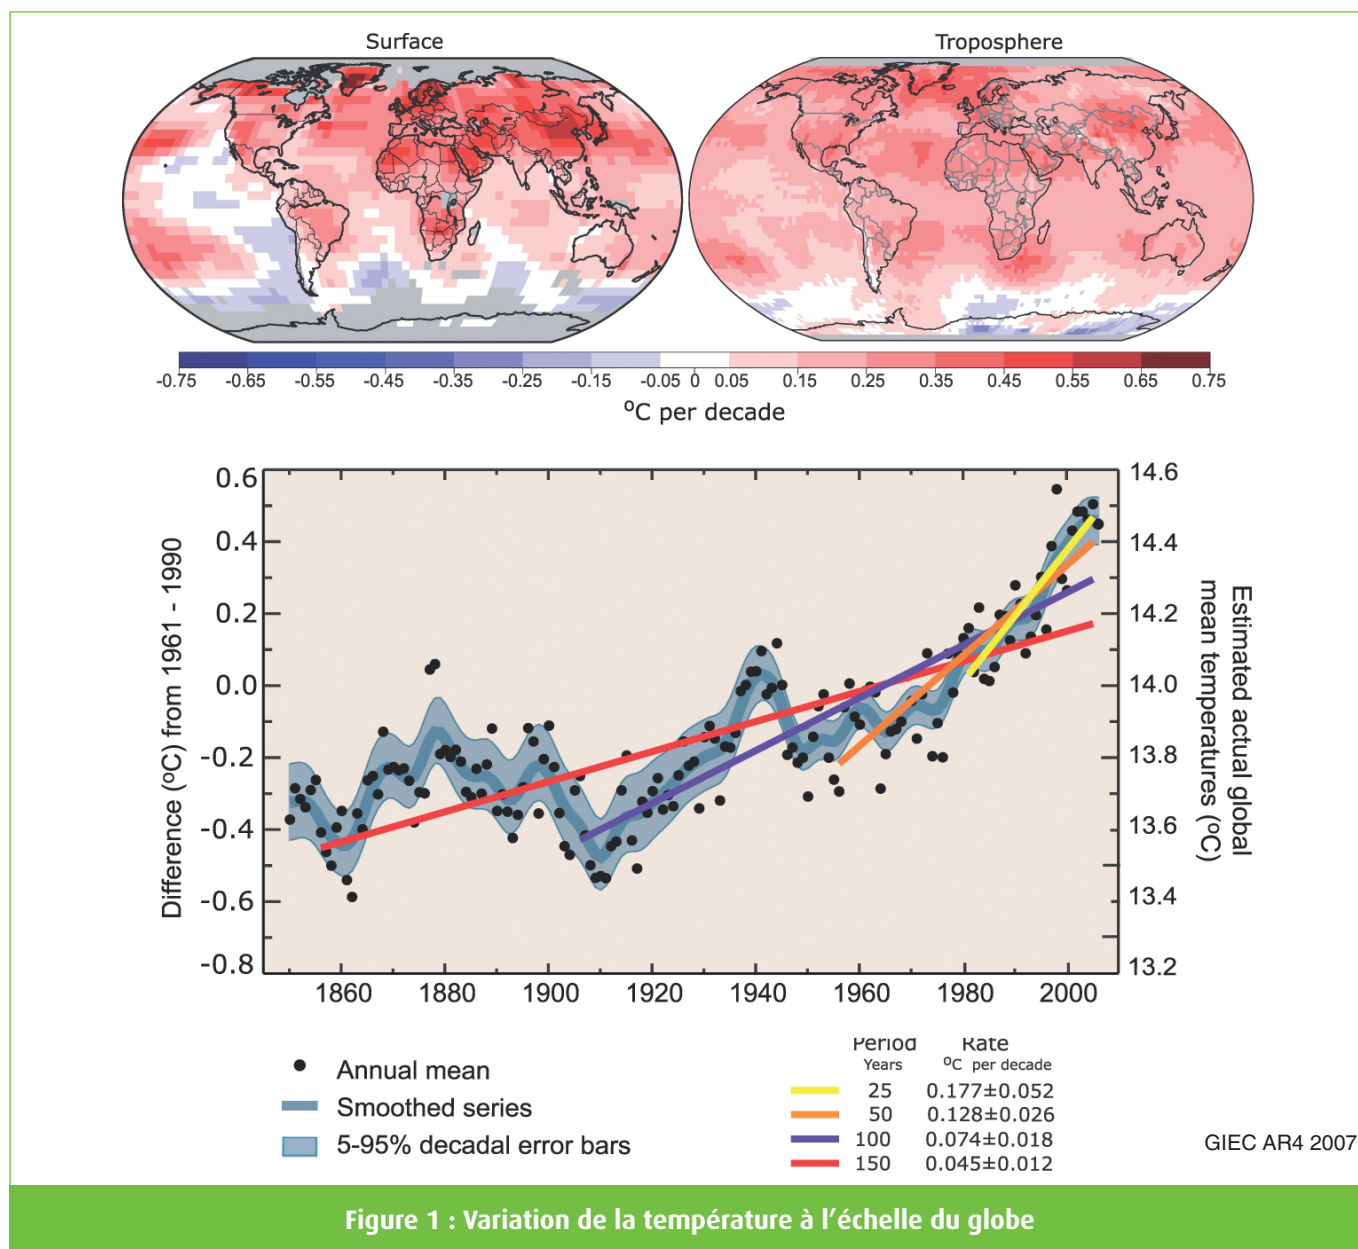 Surface
Troposphere
-0.75 -0.65 -0.55 -0.45 -0.35 -0.25 -0.15 -0.05 0 0.05 0.15 0.25 0.35 0.45 0.55 0.65 0.75
ºC per decade
Difference (ºC) from 1961 - 1990
0.6
0.4
0.2
0.0
-0.2
-0.4
-0.6
-0.8
14.6
14.4
14.2
14.0
13.8
13.6
13.4
13.2
Estimated actual global
mean temperatures (ºC)
1860 1880 1900 1920 1940 1960 1980 2000
Annual mean
Smoothed series
5-95% decadal error bars
Period Rate
Years ºC per decade
25 0.177±0.052
50 0.128±0.026
100 0.074±0.018
150 0.045±0.012
GIEC AR4 2007
Figure 1 : Variation de la température à l’échelle du globe